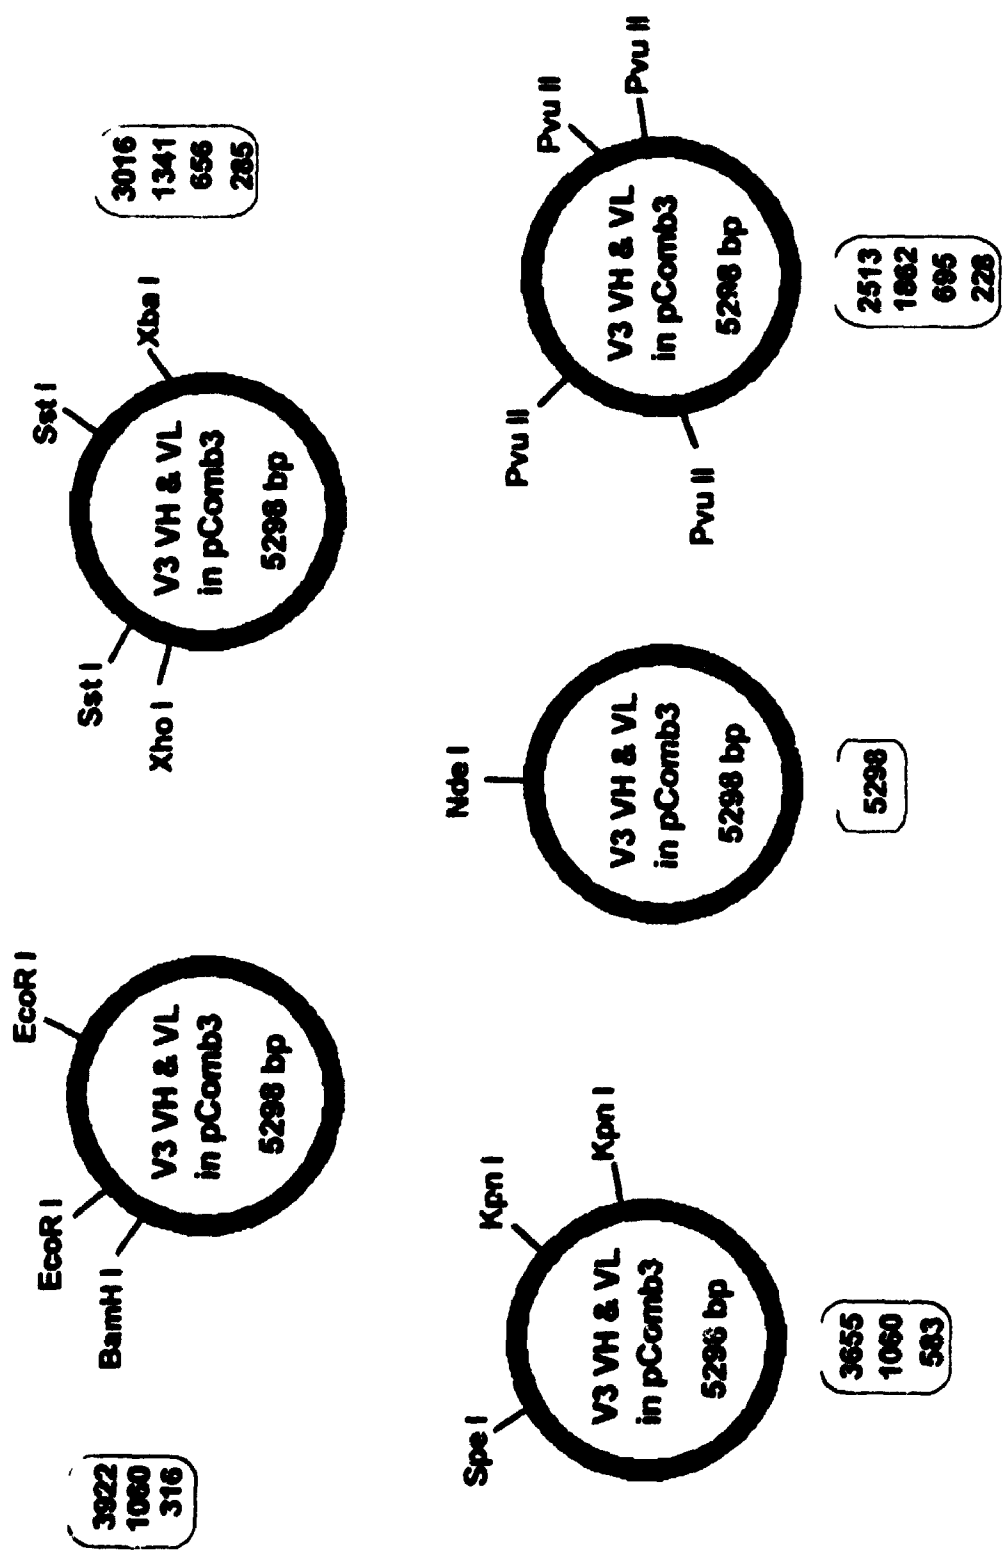 3922
1060
316
EcoR I
EcoR I
BamH I
V3 VH & VL
in pComb3
5298 bp
Sst I
Sst I
Xho I
Xba I
V3 VH & VL
in pComb3
5298 bp
3016
1341
656
285
Spe I
Kpn I
Kpn I
V3 VH & VL
in pComb3
5298 bp
3655
1060
583
Nde I
V3 VH & VL
in pComb3
5298 bp
5298
Pvu II
Pvu II
Pvu II
Pvu II
V3 VH & VL
in pComb3
5298 bp
2513
1862
695
228